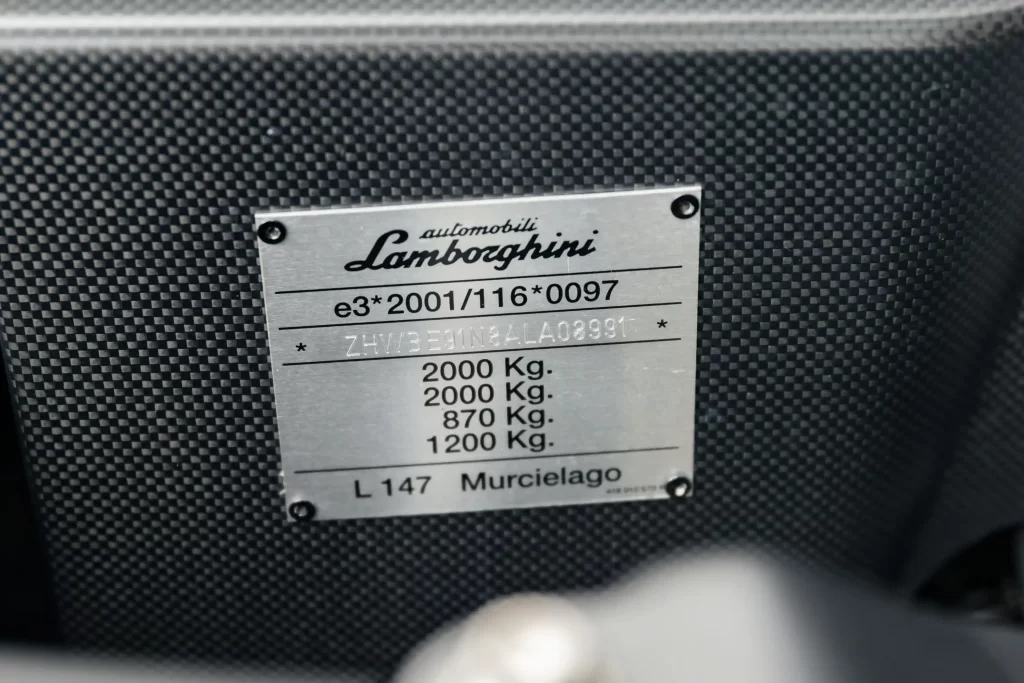 automobili
Lamborghini
e3*2001/116*0097
* *
2000 Kg.
2000 Kg.
870 Kg.
1200 Kg.
L 147 Murcielago